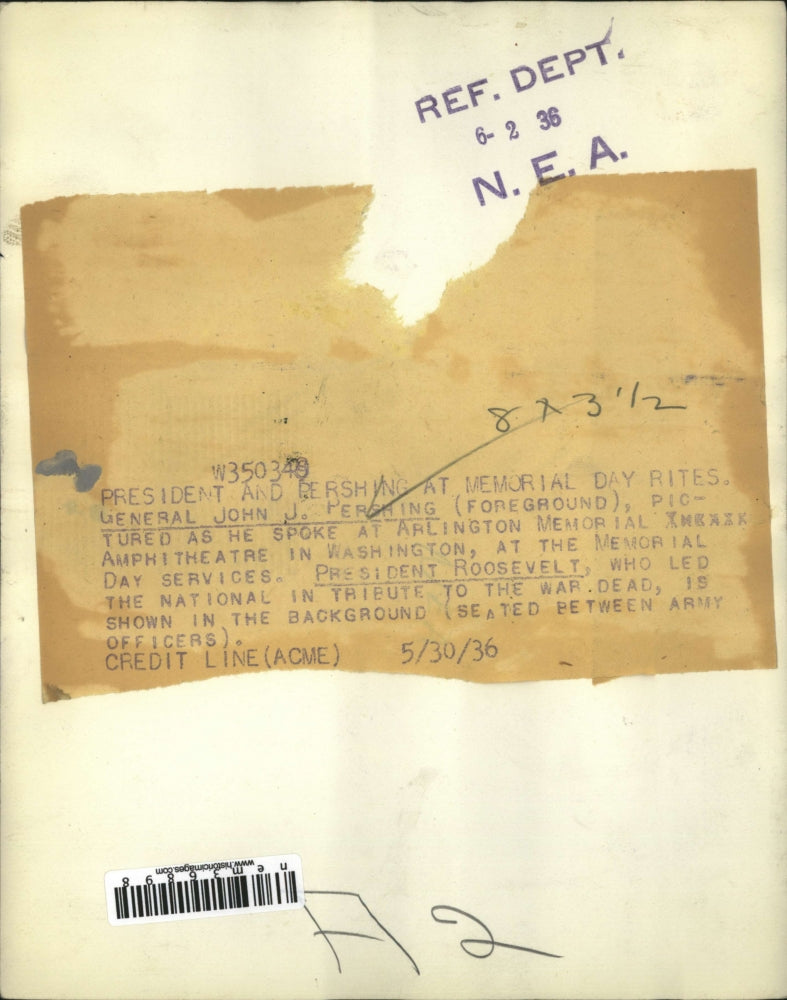 REF. DEPT.
6- 2 36
N. E. A.
8 X 3 1/2
W350349
PRESIDENT AND PERSHING AT MEMORIAL DAY RITES.
GENERAL JOHN J. PERSHING (FOREGROUND), PIC-
TURED AS HE SPOKE AT ARLINGTON MEMORIAL
AMPHITHEATRE IN WASHINGTON, AT THE MEMORIAL
DAY SERVICES. PRESIDENT ROOSEVELT, WHO LED
THE NATIONAL IN TRIBUTE TO THE WAR.DEAD, IS
SHOWN IN THE BACKGROUND (SEATED BETWEEN ARMY
OFFICERS).
CREDIT LINE(ACME) 5/30/36
nem36898
www.historicimages.com
A2